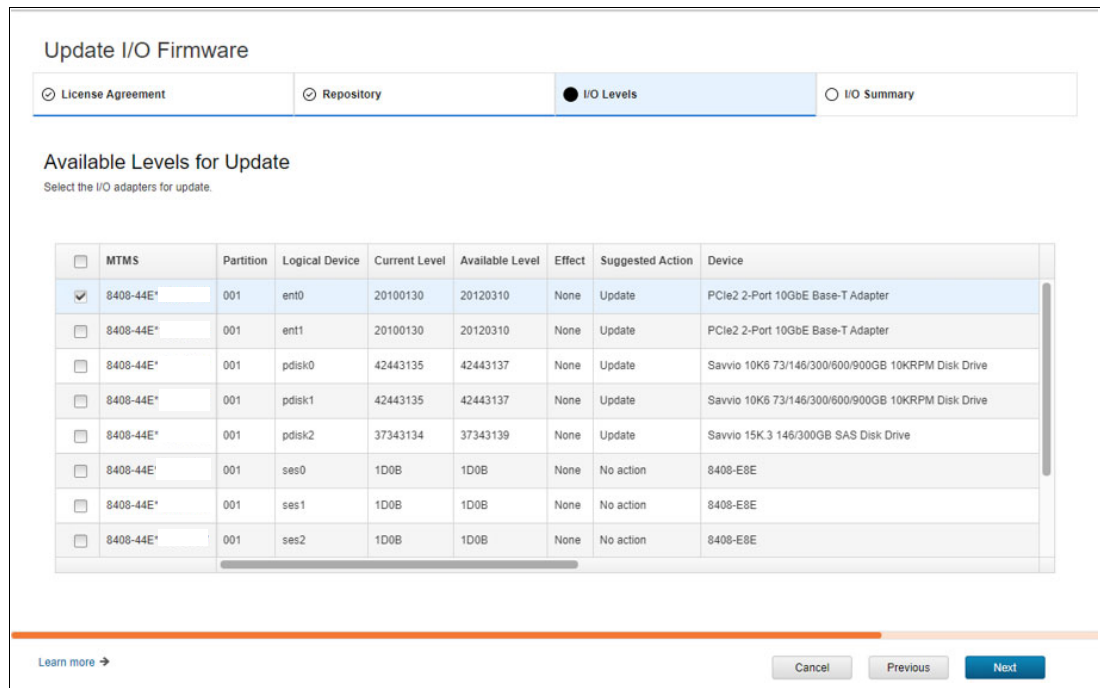 Update I/O Firmware
License Agreement Repository I/O Levels I/O Summary
Available Levels for Update
Select the I/O adapters for update.
MTMS Partition Logical Device Current Level Available Level Effect Suggested Action Device
8408-44E* 001 ent0 20100130 20120310 None Update PCIe2 2-Port 10GbE Base-T Adapter
8408-44E* 001 ent1 20100130 20120310 None Update PCIe2 2-Port 10GbE Base-T Adapter
8408-44E* 001 pdisk0 42443135 42443137 None Update Savvio 10K6 73/146/300/600/900GB 10KRPM Disk Drive
8408-44E* 001 pdisk1 42443135 42443137 None Update Savvio 10K6 73/146/300/600/900GB 10KRPM Disk Drive
8408-44E* 001 pdisk2 37343134 37343139 None Update Savvio 15K.3 146/300GB SAS Disk Drive
8408-44E* 001 ses0 1D0B 1D0B None No action 8408-E8E
8408-44E* 001 ses1 1D0B 1D0B None No action 8408-E8E
8408-44E* 001 ses2 1D0B 1D0B None No action 8408-E8E
Learn more → Cancel Previous Next